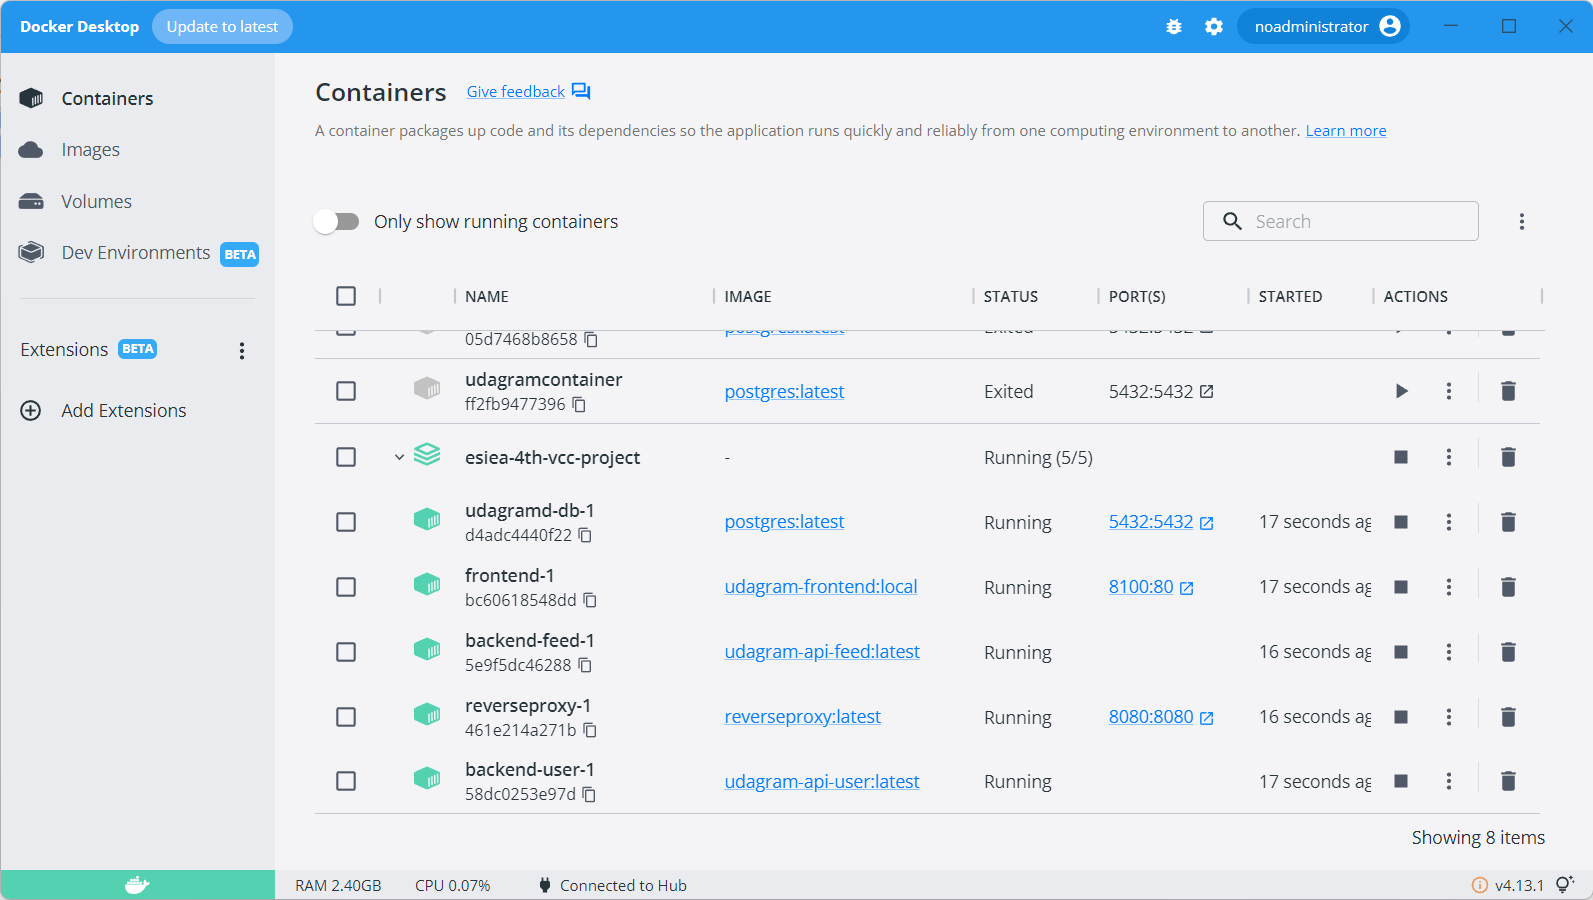 Docker Desktop Update to latest noadministrator
Containers
Images
Volumes
Dev Environments BETA
Extensions BETA
Add Extensions
Containers Give feedback
A container packages up code and its dependencies so the application runs quickly and reliably from one computing environment to another. Learn more
Only show running containers Search
NAME IMAGE STATUS PORT(S) STARTED ACTIONS
postgres:latest Exited 5432:5432
05d7468b8658
udagramcontainer
ff2fb9477396
postgres:latest Exited 5432:5432
esiea-4th-vcc-project - Running (5/5)
udagramd-db-1
d4adc4440f22
postgres:latest Running 5432:5432 17 seconds ag
frontend-1
bc60618548dd
udagram-frontend:local Running 8100:80 17 seconds ag
backend-feed-1
5e9f5dc46288
udagram-api-feed:latest Running 16 seconds ag
reverseproxy-1
461e214a271b
reverseproxy:latest Running 8080:8080 16 seconds ag
backend-user-1
58dc0253e97d
udagram-api-user:latest Running 17 seconds ag
Showing 8 items
RAM 2.40GB CPU 0.07% Connected to Hub v4.13.1